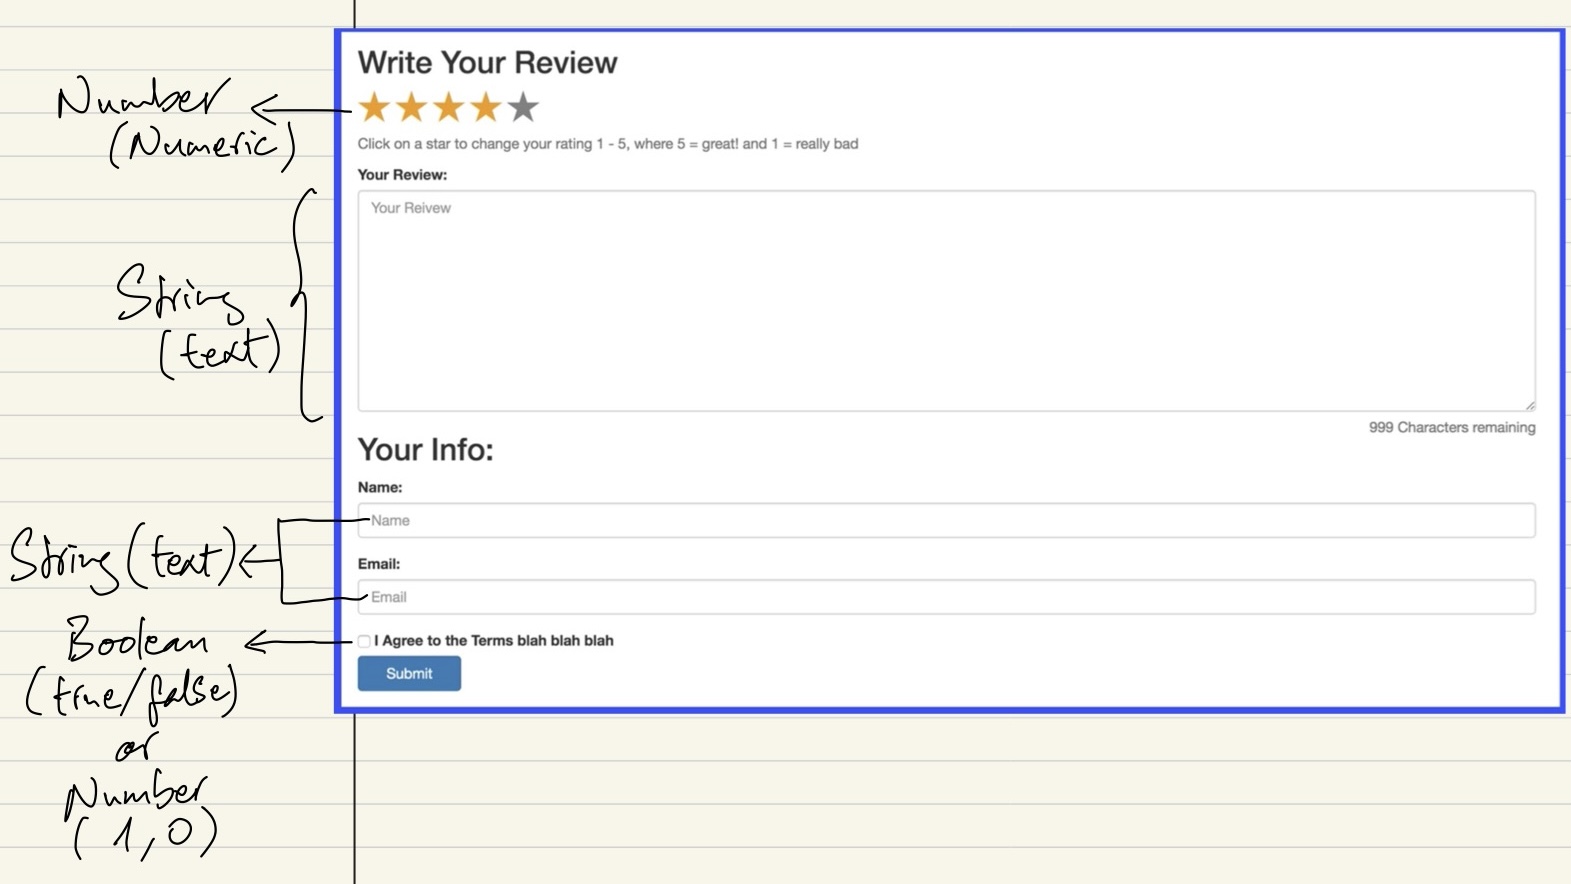 Number
(Numeric)
String
(text)
String (text)
Boolean
(true/false)
or
Number
(1,0)
Write Your Review
Click on a star to change your rating 1 - 5, where 5 = great! and 1 = really bad
Your Review:
Your Reivew
999 Characters remaining
Your Info:
Name:
Name
Email:
Email
I Agree to the Terms blah blah blah
Submit